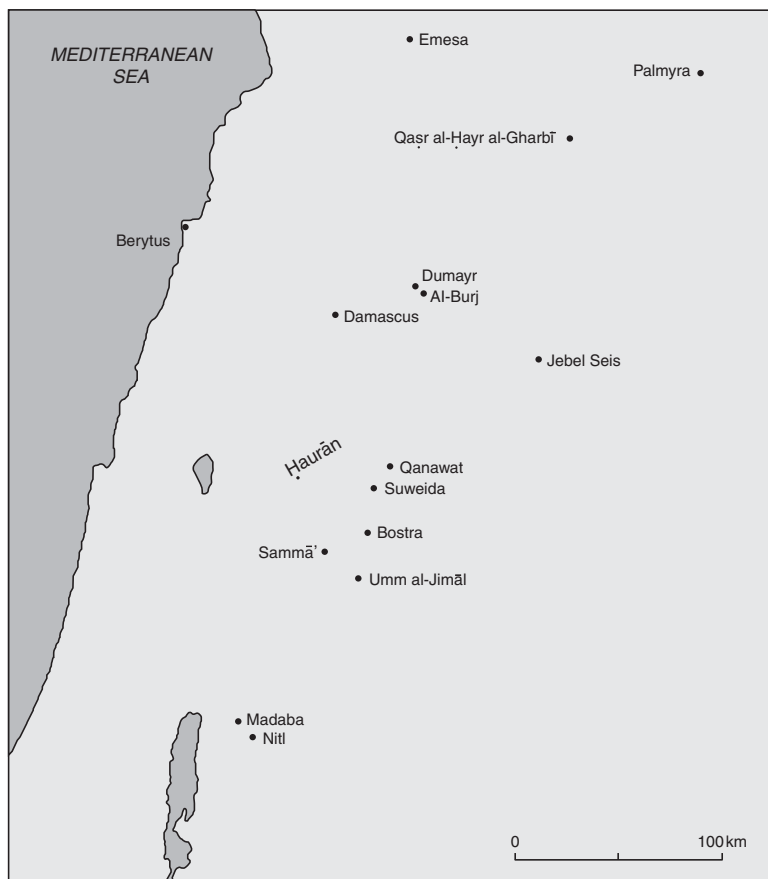 MEDITERRANEAN
SEA
Emesa
Palmyra
Qaṣr al-Ḥayr al-Gharbī
Berytus
Dumayr
Al-Burj
Damascus
Jebel Seis
Ḥaurān
Qanawat
Suweida
Bostra
Sammā’
Umm al-Jimāl
Madaba
Nitl
0 100 km